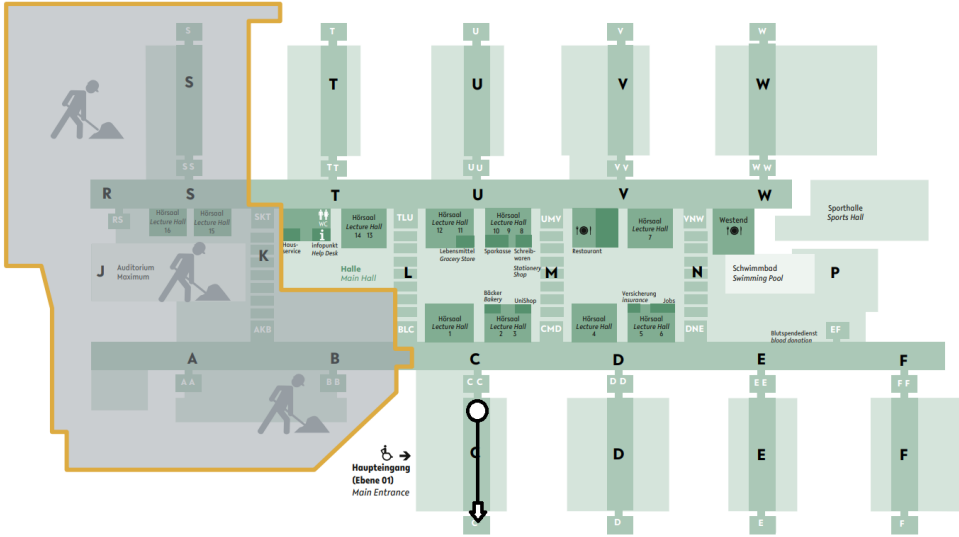 S
T
U
V
W
S
T
U
V
W
SS
TT
UU
VV
WW
R
S
T
U
V
W
RS
Hörsaal
Lecture Hall
16
Hörsaal
Lecture Hall
15
SKT
WC
Haus-
service
infopunkt
Help Desk
Hörsaal
Lecture Hall
14 13
TLU
Hörsaal
Lecture Hall
12 11
Lebensmittel
Grocery Store
Hörsaal
Lecture Hall
10 9 8
Sparkasse
Schreib-
waren
Stationery
Shop
UMV
Restaurant
Hörsaal
Lecture Hall
7
VNW
Westend
Sporthalle
Sports Hall
J
Auditorium
Maximum
K
Halle
Main Hall
L
M
N
Schwimmbad
Swimming Pool
P
AKB
BLC
Hörsaal
Lecture Hall
1
Bäcker
Bakery
UniShop
Hörsaal
Lecture Hall
2 3
CMD
Hörsaal
Lecture Hall
4
Versicherung
insurance
Jobs
Hörsaal
Lecture Hall
5 6
DNE
Blutspendedienst
blood donation
EF
A
B
C
D
E
F
AA
BB
CC
DD
EE
FF
Haupteingang
(Ebene 01)
Main Entrance
C
D
E
F
D
E
F